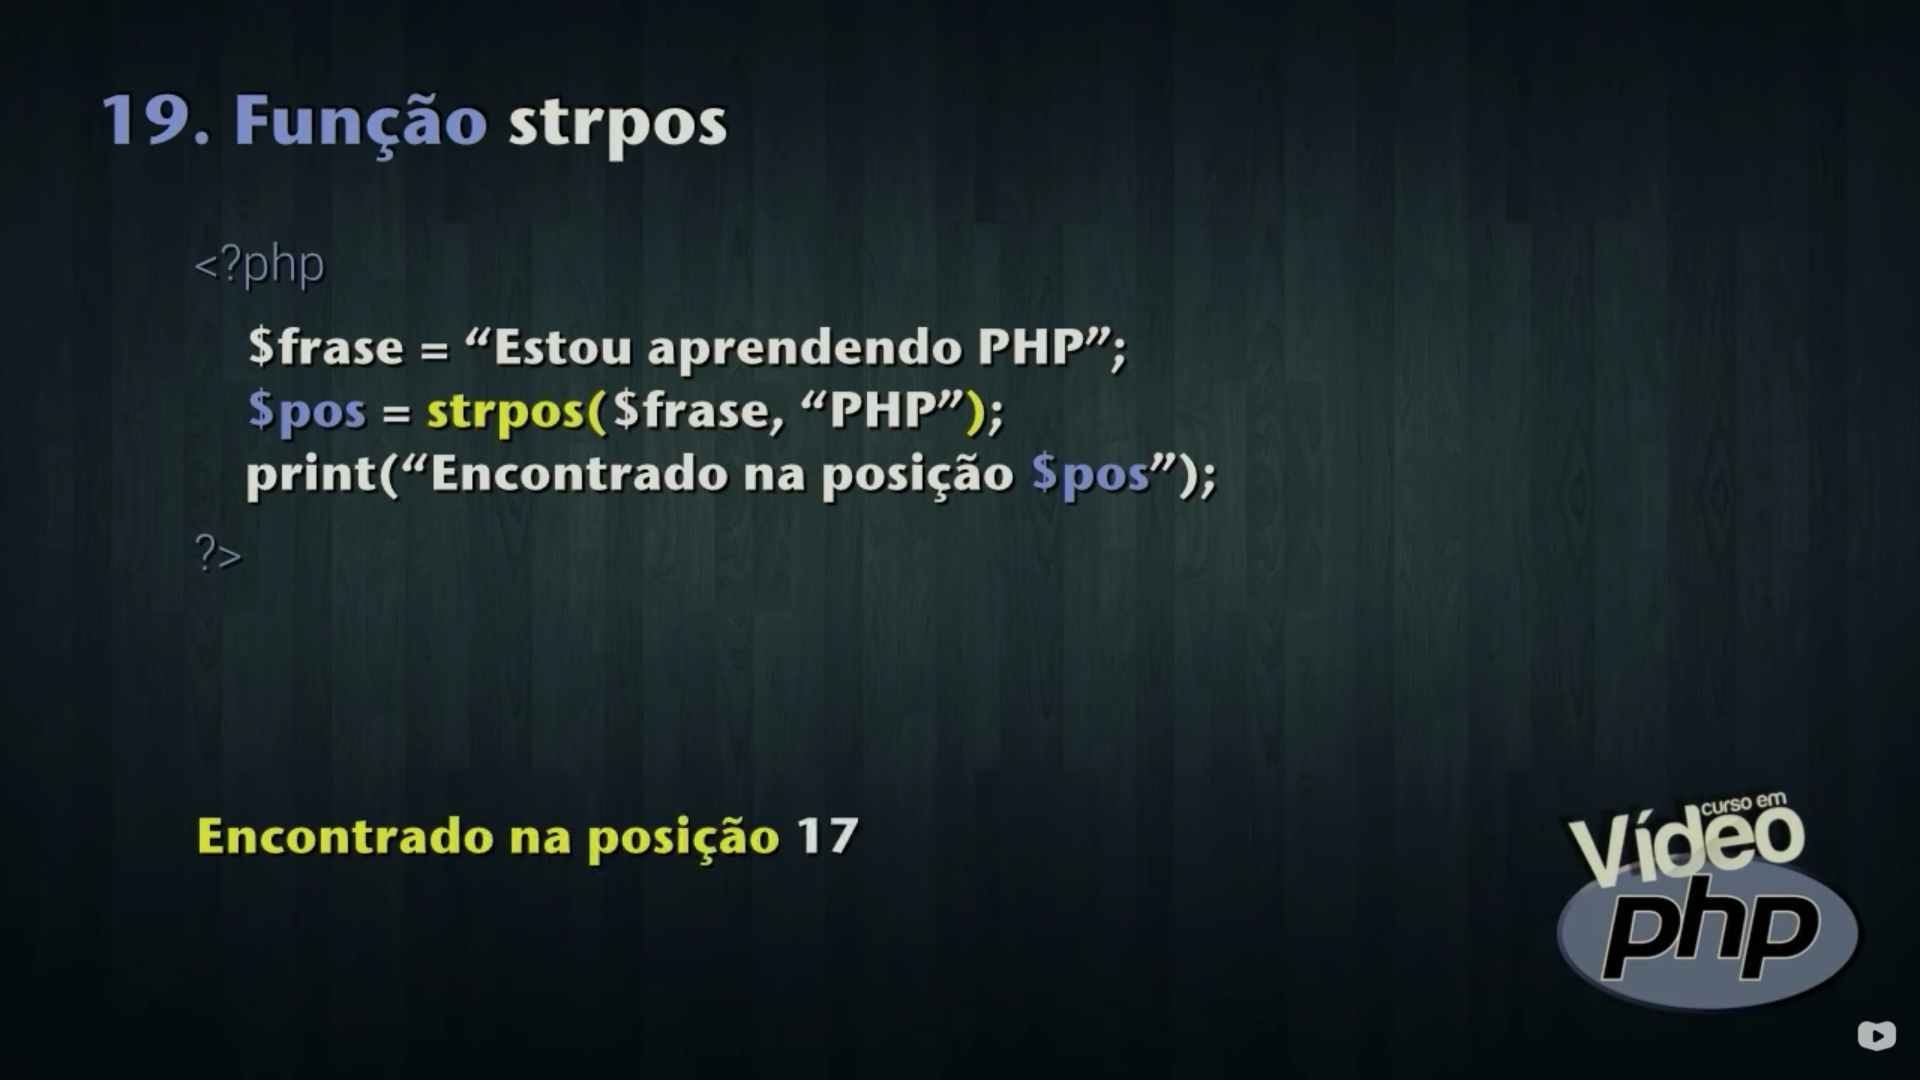 19. Função strpos
<?php
$frase = “Estou aprendendo PHP”;
$pos = strpos($frase, “PHP”);
print(“Encontrado na posição $pos”);
?>
Encontrado na posição 17
curso em
Vídeo
php